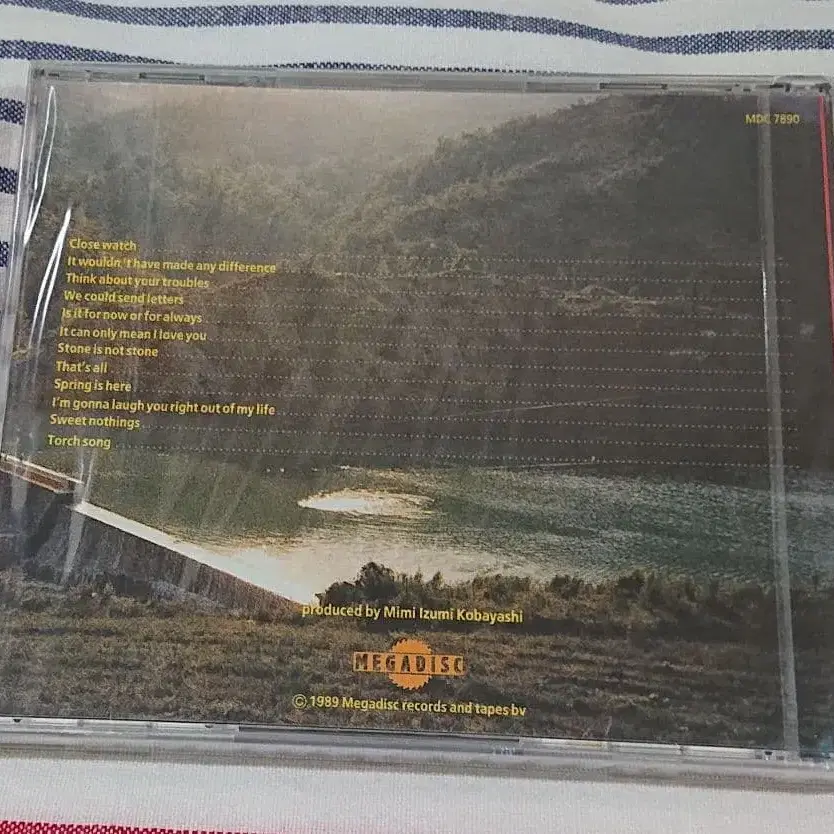 MDC 7890
Close watch
It wouldn't have made any difference
Think about your troubles
We could send letters
Is it for now or for always
It can only mean I love you
Stone is not stone
That's all
Spring is here
I'm gonna laugh you right out of my life
Sweet nothings
Torch song
produced by Mimi Izumi Kobayashi
MEGADISC
© 1989 Megadisc records and tapes bv